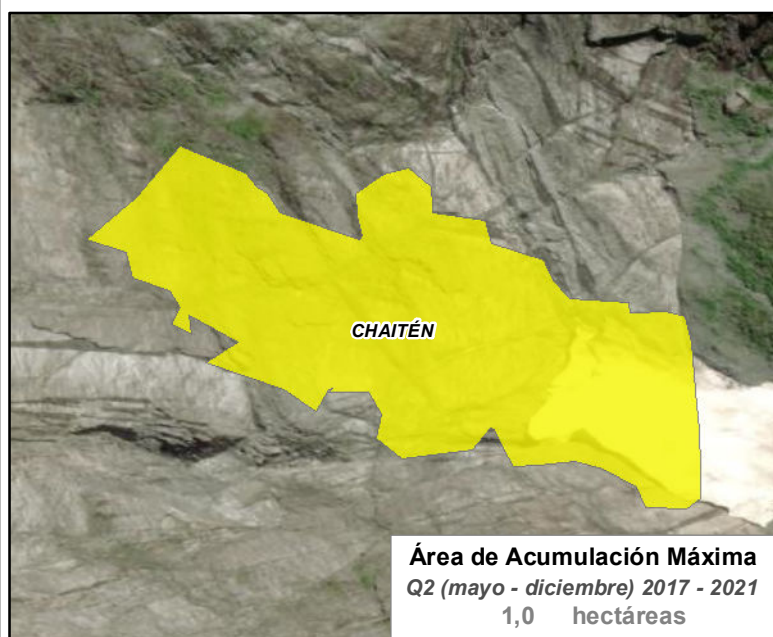 CHAITÉN
Área de Acumulación Máxima
Q2 (mayo - diciembre) 2017 - 2021
1,0 hectáreas